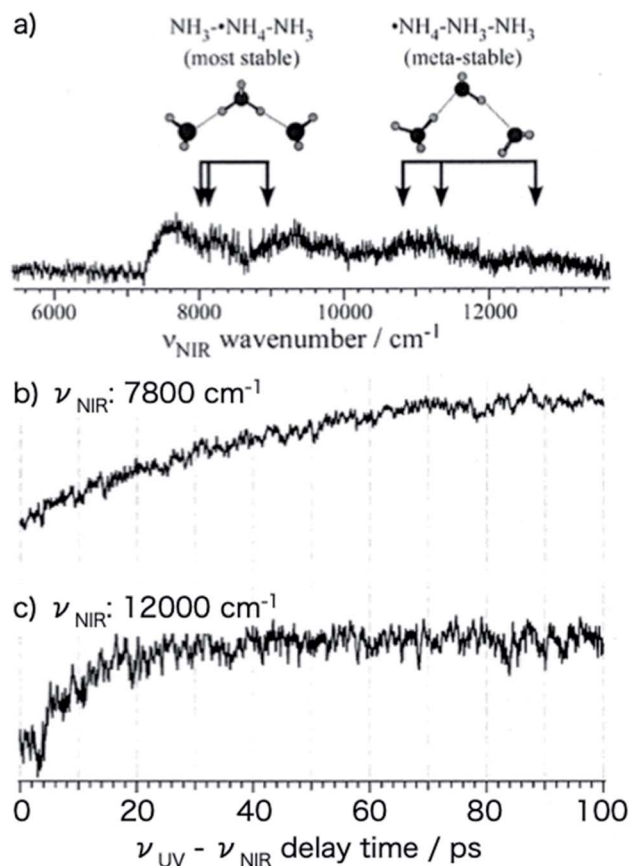 a)
NH₃-•NH₄-NH₃
(most stable)
•NH₄-NH₃-NH₃
(meta-stable)
6000 8000 10000 12000
νNIR wavenumber / cm⁻¹
b) νNIR: 7800 cm⁻¹
c) νNIR: 12000 cm⁻¹
0 20 40 60 80 100
νUV - νNIR delay time / ps